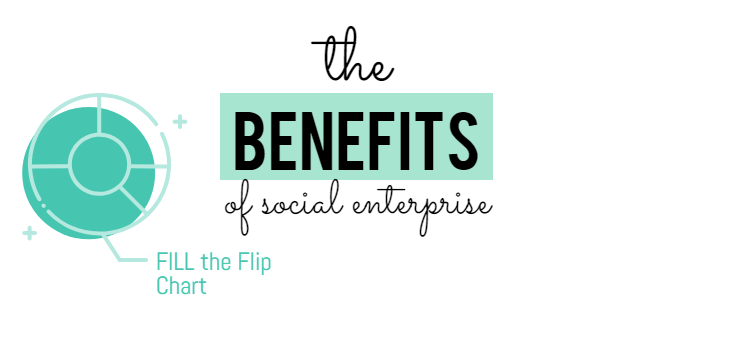 the
BENEFITS
of social enterprise
FILL the Flip
Chart